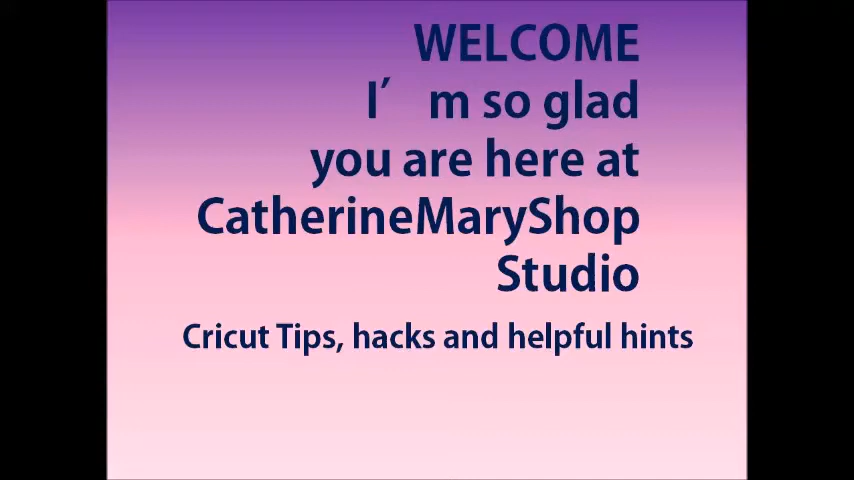 WELCOME
I´ m so glad
you are here at
CatherineMaryShop
Studio
Cricut Tips, hacks and helpful hints